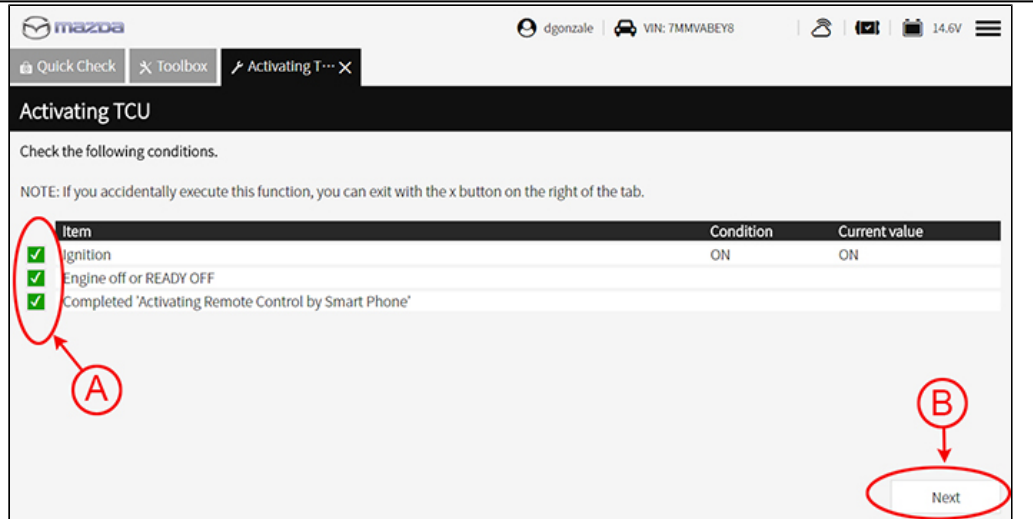 mazda dgonzale VIN: 7MMVABEY8 14.6V
Quick Check Toolbox Activating T··· X
Activating TCU
Check the following conditions.
NOTE: If you accidentally execute this function, you can exit with the x button on the right of the tab.
Item Condition Current value
Ignition ON ON
Engine off or READY OFF
Completed 'Activating Remote Control by Smart Phone'
A
B
Next